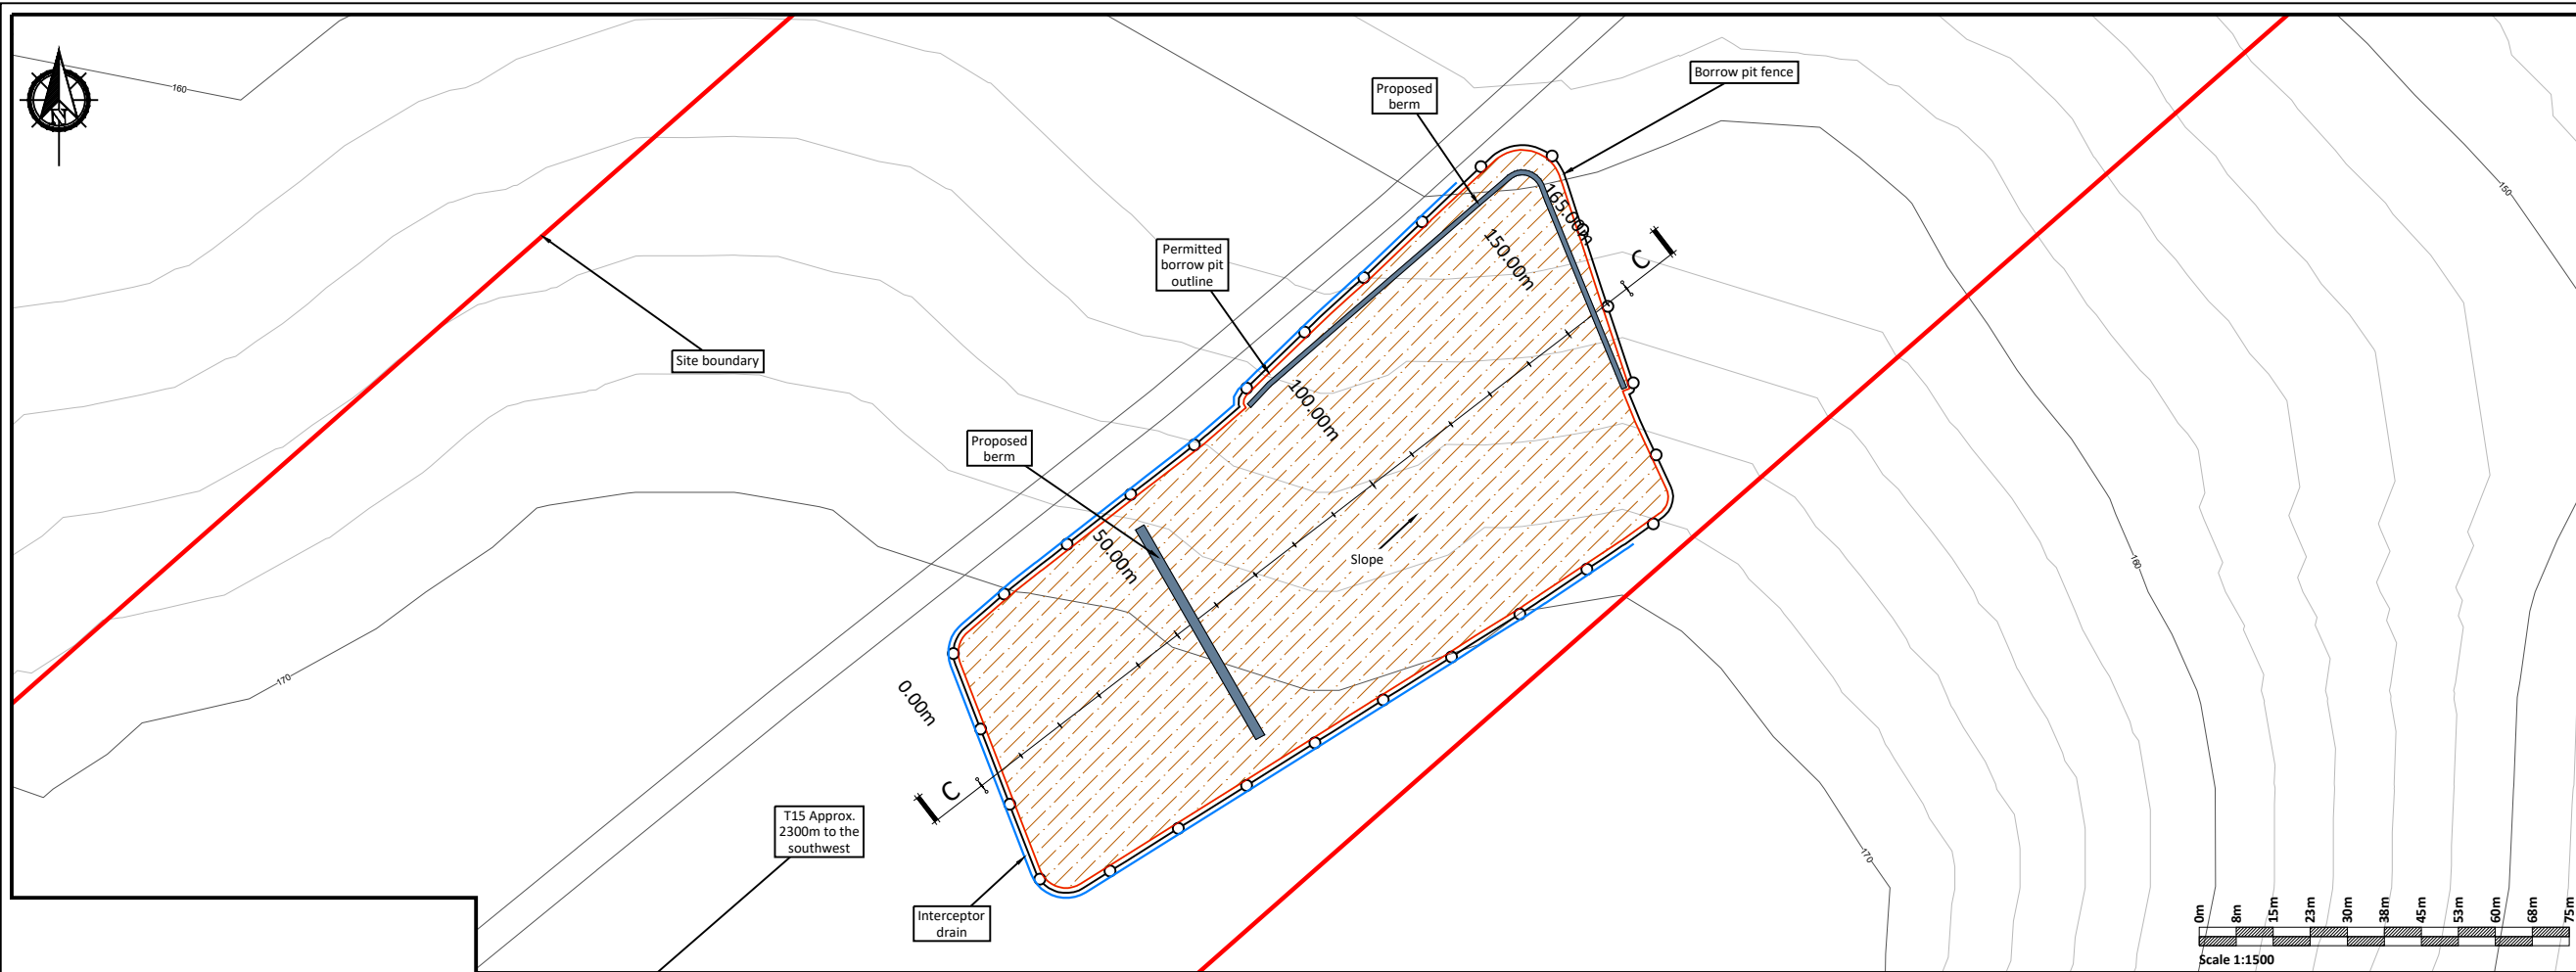 160
N
Proposed
berm
Borrow pit fence
150
165.00m
150.00m
C
Permitted
borrow pit
outline
Site boundary
100.00m
Proposed
berm
50.00m
Slope
160
170
0.00m
C
T15 Approx.
2300m to the
southwest
170
Interceptor
drain
0m 8m 15m 23m 30m 38m 45m 53m 60m 68m 75m
Scale 1:1500